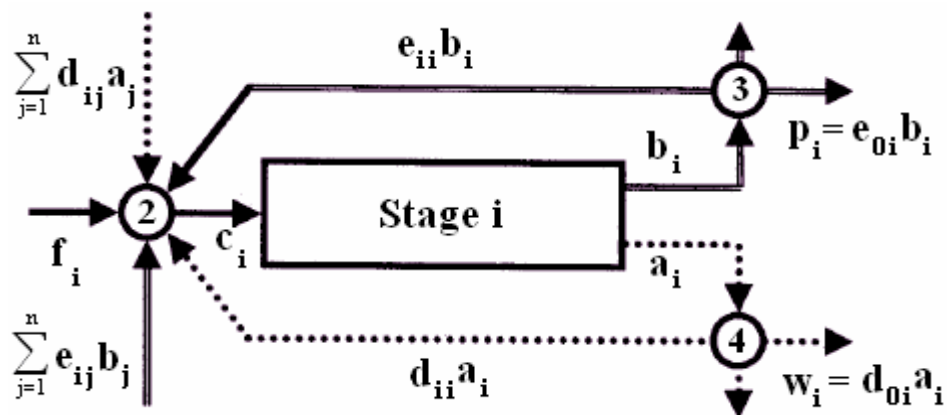 n
∑ d_ij a_j
j=1
e_ii b_i
3
p_i = e_0i b_i
b_i
2
Stage i
f_i
c_i
a_i
n
∑ e_ij b_j
j=1
4
d_ii a_i
w_i = d_0i a_i